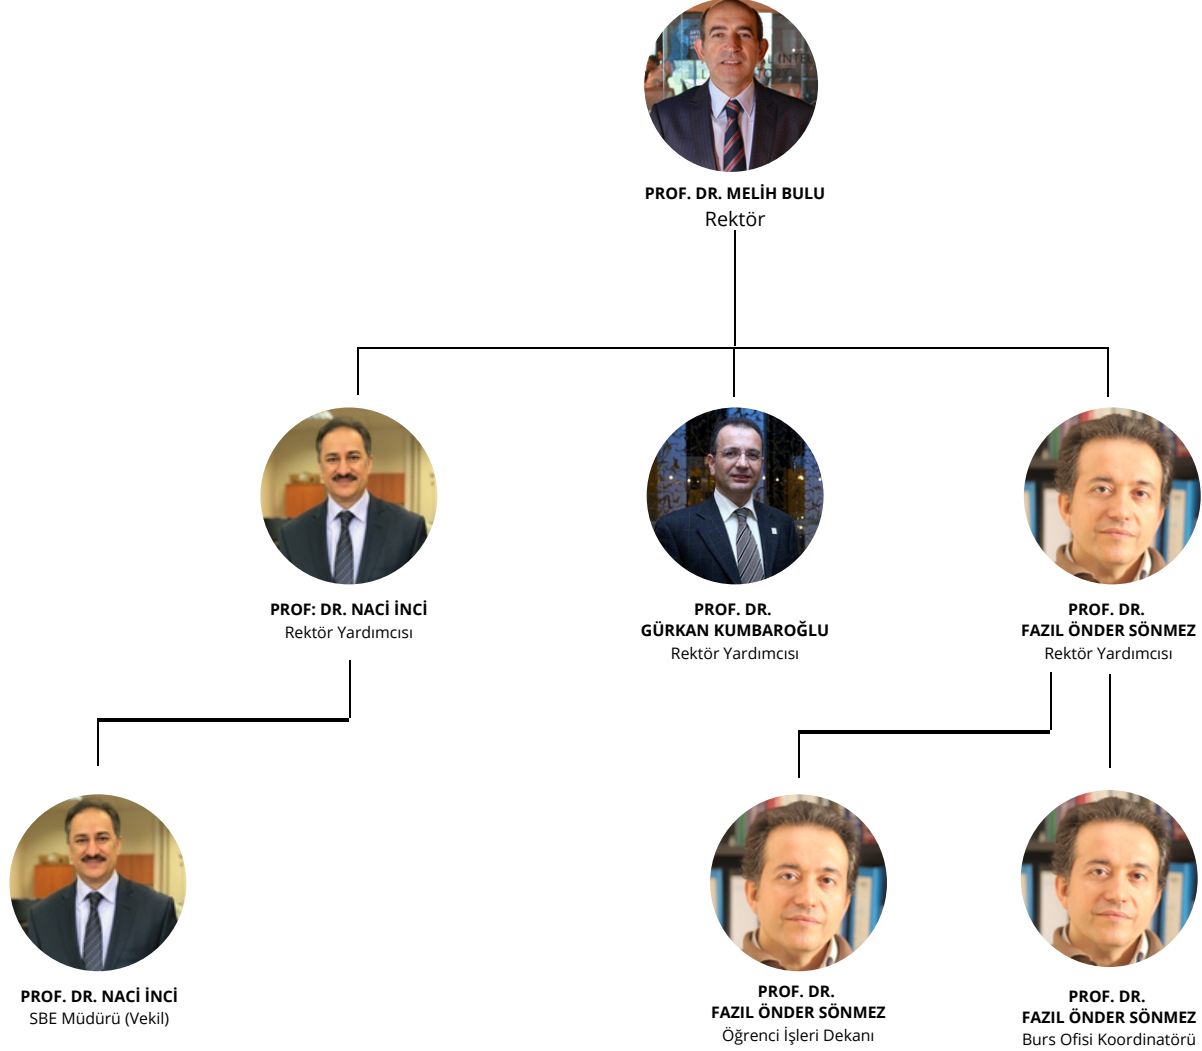 PROF. DR. MELİH BULU
Rektör
PROF: DR. NACİ İNCİ
Rektör Yardımcısı
PROF. DR.
GÜRKAN KUMBAROĞLU
Rektör Yardımcısı
PROF. DR.
FAZIL ÖNDER SÖNMEZ
Rektör Yardımcısı
PROF. DR. NACİ İNCİ
SBE Müdürü (Vekil)
PROF. DR.
FAZIL ÖNDER SÖNMEZ
Öğrenci İşleri Dekanı
PROF. DR.
FAZIL ÖNDER SÖNMEZ
Burs Ofisi Koordinatörü